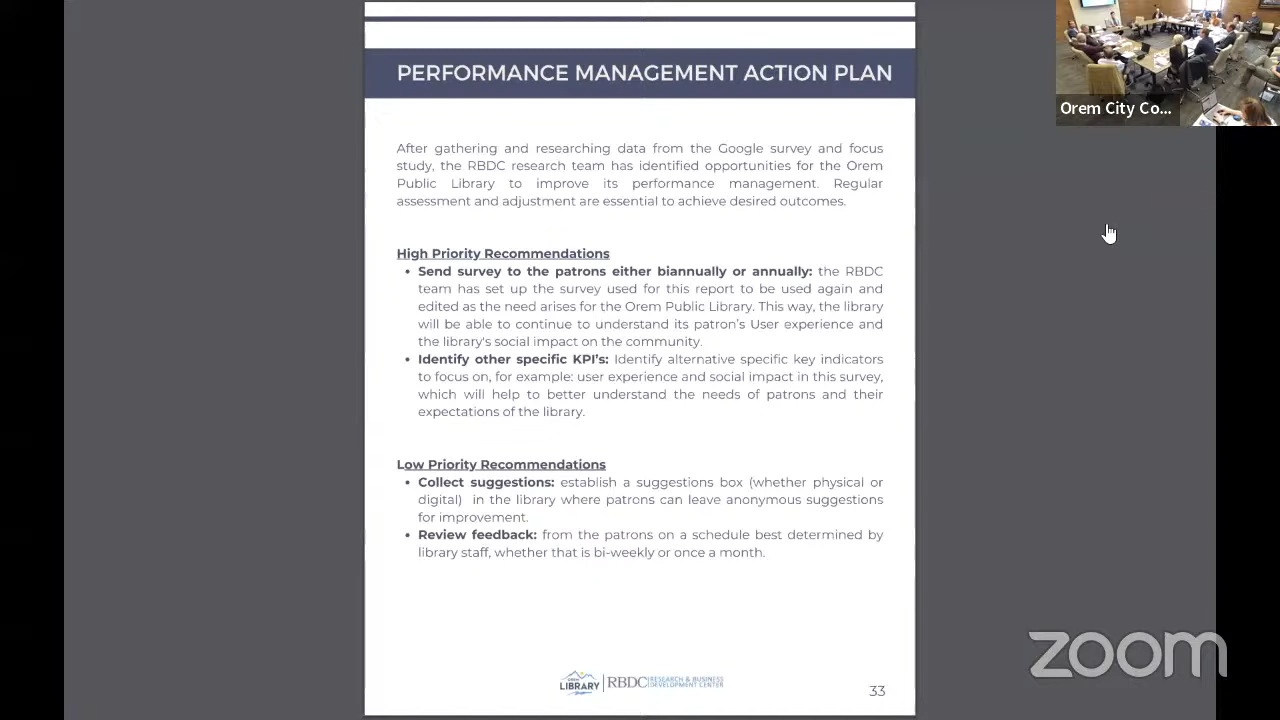 PERFORMANCE MANAGEMENT ACTION PLAN
Orem City Co...
After gathering and researching data from the Google survey and focus
study, the RBDC research team has identified opportunities for the Orem
Public Library to improve its performance management. Regular
assessment and adjustment are essential to achieve desired outcomes.
High Priority Recommendations
• Send survey to the patrons either biannually or annually: the RBDC
team has set up the survey used for this report to be used again and
edited as the need arises for the Orem Public Library. This way, the library
will be able to continue to understand its patron's User experience and
the library's social impact on the community.
• Identify other specific KPI's: Identify alternative specific key indicators
to focus on, for example: user experience and social impact in this survey,
which will help to better understand the needs of patrons and their
expectations of the library.
Low Priority Recommendations
• Collect suggestions: establish a suggestions box (whether physical or
digital) in the library where patrons can leave anonymous suggestions
for improvement.
• Review feedback: from the patrons on a schedule best determined by
library staff, whether that is bi-weekly or once a month.
zoom
OREM
LIBRARY
RBDC RESEARCH & BUSINESS
DEVELOPMENT CENTER
33